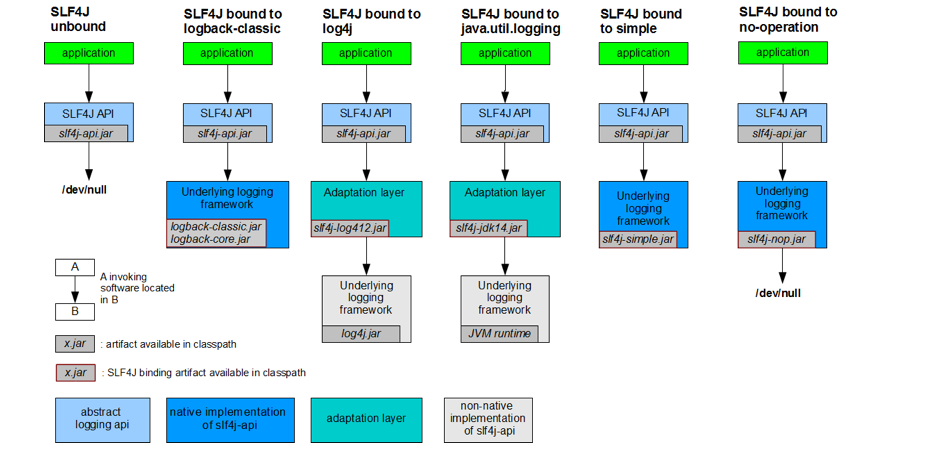 SLF4J
unbound
SLF4J bound to
logback-classic
SLF4J bound to
log4j
SLF4J bound to
java.util.logging
SLF4J bound
to simple
SLF4J bound to
no-operation
application
application
application
application
application
application
SLF4J API
slf4j-api.jar
SLF4J API
slf4j-api.jar
SLF4J API
slf4j-api.jar
SLF4J API
slf4j-api.jar
SLF4J API
slf4j-api.jar
SLF4J API
slf4j-api.jar
/dev/null
Underlying logging
framework
logback-classic.jar
logback-core.jar
Adaptation layer
slf4j-log412.jar
Adaptation layer
slf4j-jdk14.jar
Underlying
logging
framework
slf4j-simple.jar
Underlying
logging
framework
slf4j-nop.jar
Underlying
logging
framework
log4j.jar
Underlying
logging
framework
JVM runtime
/dev/null
A
B
A invoking
software located
in B
x.jar : artifact available in classpath
x.jar : SLF4J binding artifact available in classpath
abstract
logging api
native implementation
of slf4j-api
adaptation layer
non-native
implementation
of slf4j-api